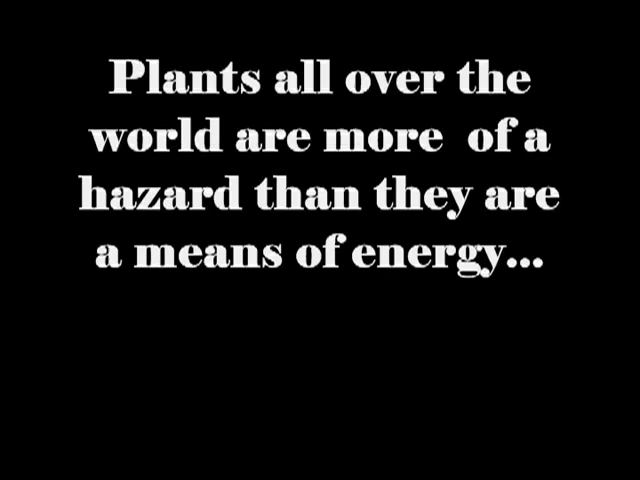 Plants all over the
world are more  of a
hazard than they are
a means of energy...